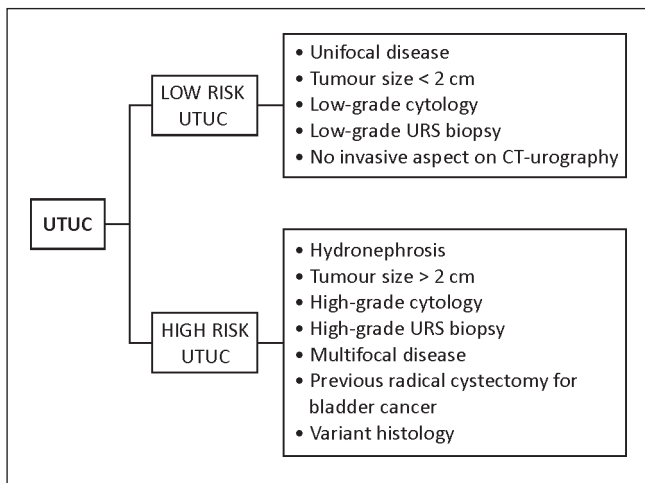 UTUC
LOW RISK
UTUC
• Unifocal disease
• Tumour size < 2 cm
• Low-grade cytology
• Low-grade URS biopsy
• No invasive aspect on CT-urography
HIGH RISK
UTUC
• Hydronephrosis
• Tumour size > 2 cm
• High-grade cytology
• High-grade URS biopsy
• Multifocal disease
• Previous radical cystectomy for
bladder cancer
• Variant histology